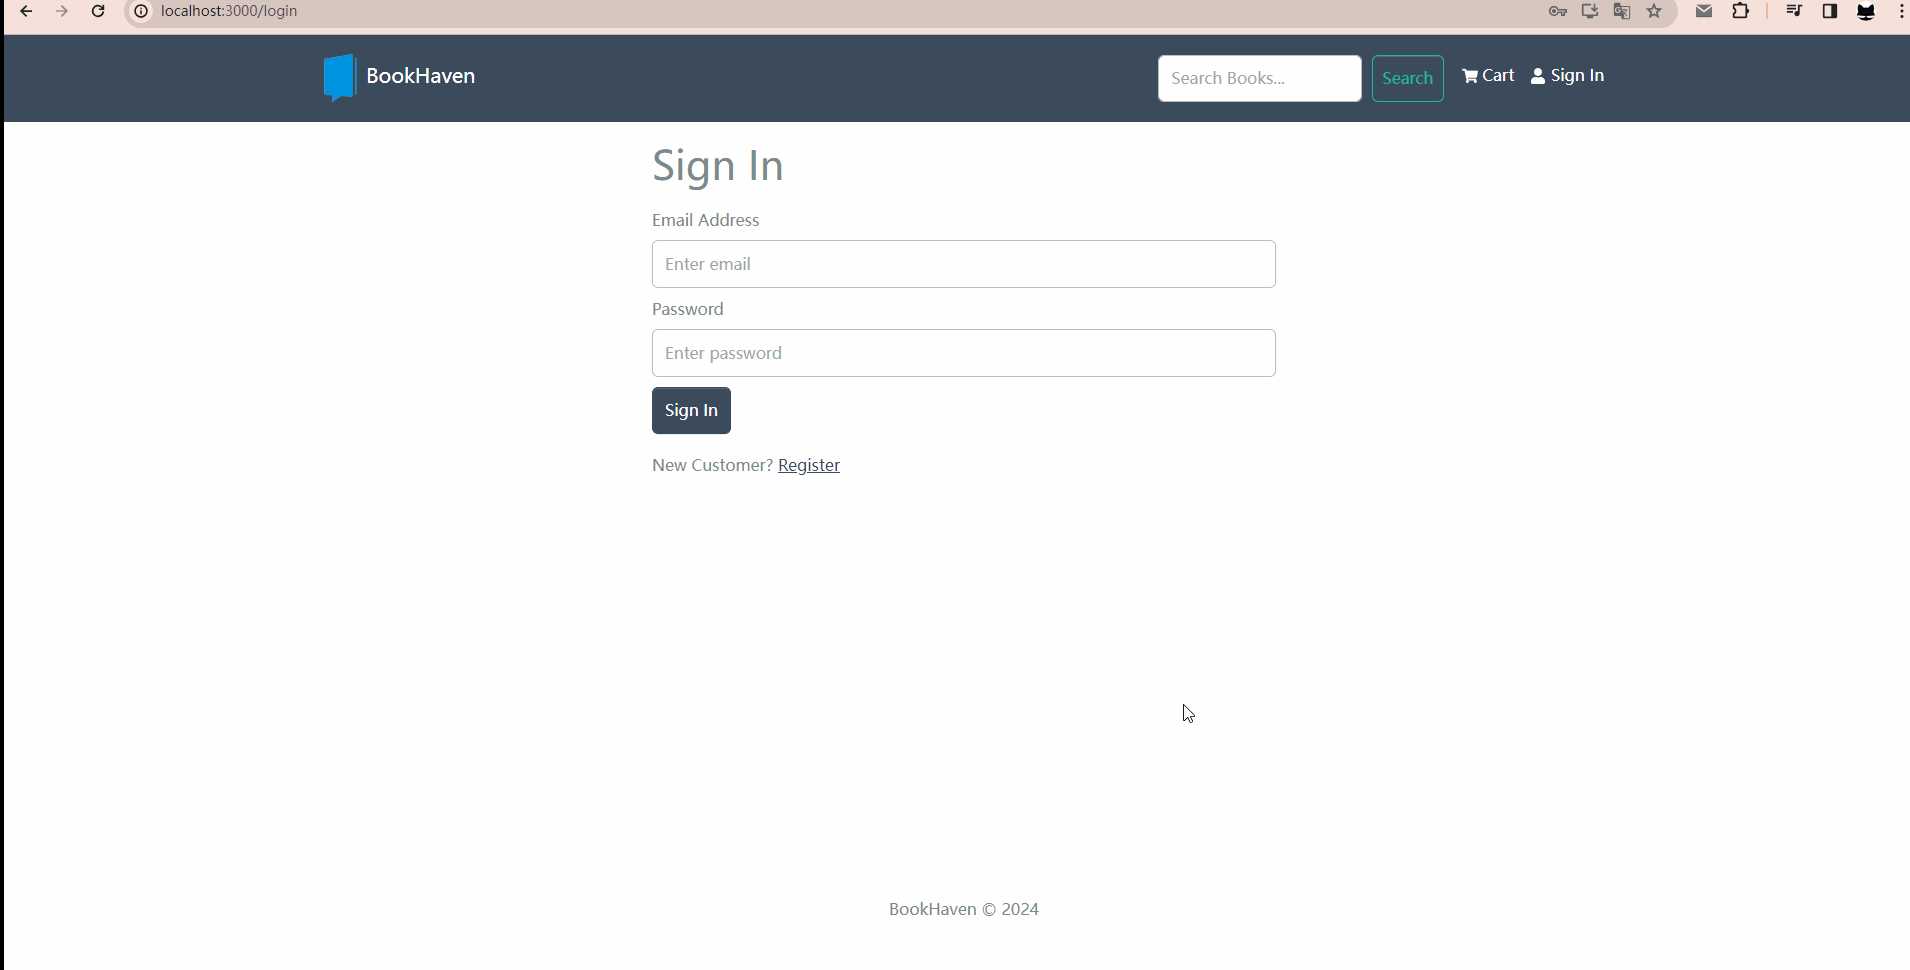 localhost:3000/login
BookHaven
Search Books...
Search
Cart
Sign In
Sign In
Email Address
Enter email
Password
Enter password
Sign In
New Customer? Register
BookHaven © 2024